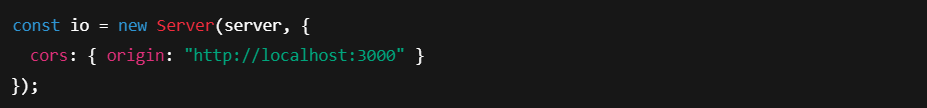 const io = new Server(server, {
  cors: { origin: "http://localhost:3000" }
});